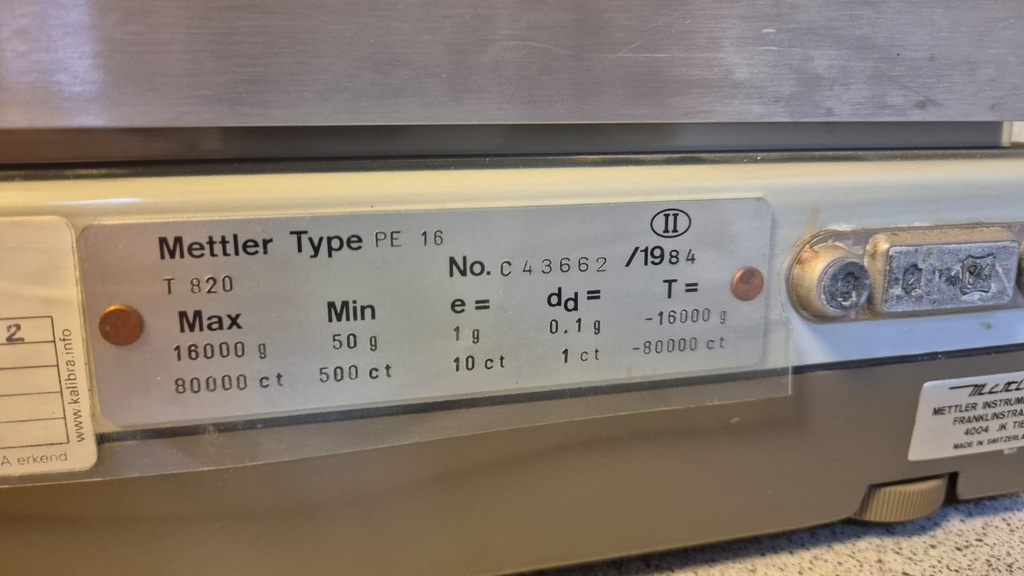 Mettler Type PE 16
II
T 820
No. C 43662 /1984
Max Min e= dd= T=
16000 g 50 g 1 g 0.1 g -16000 g
80000 ct 500 ct 10 ct 1 ct -80000 ct
2
www.kalibra.info
A erkend
METTLER
METTLER INSTRUM
FRANKLINSTRA
4004 JK TIE
MADE IN SWITZERLA